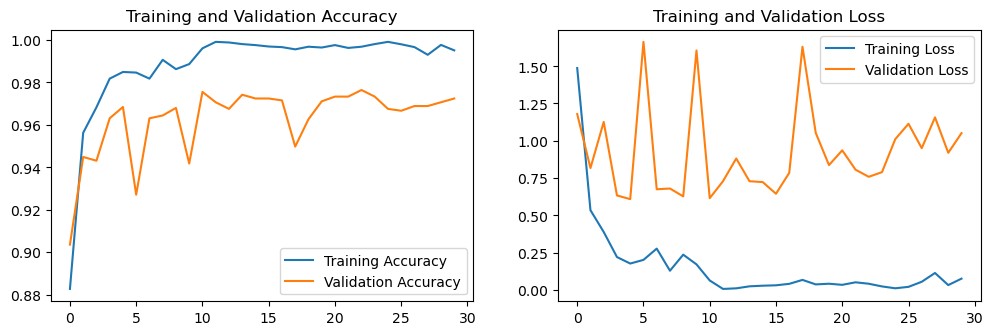 Training and Validation Accuracy
1.00
0.98
0.96
0.94
0.92
0.90
0.88
0 5 10 15 20 25 30
Training Accuracy
Validation Accuracy
Training and Validation Loss
1.50
1.25
1.00
0.75
0.50
0.25
0.00
0 5 10 15 20 25 30
Training Loss
Validation Loss